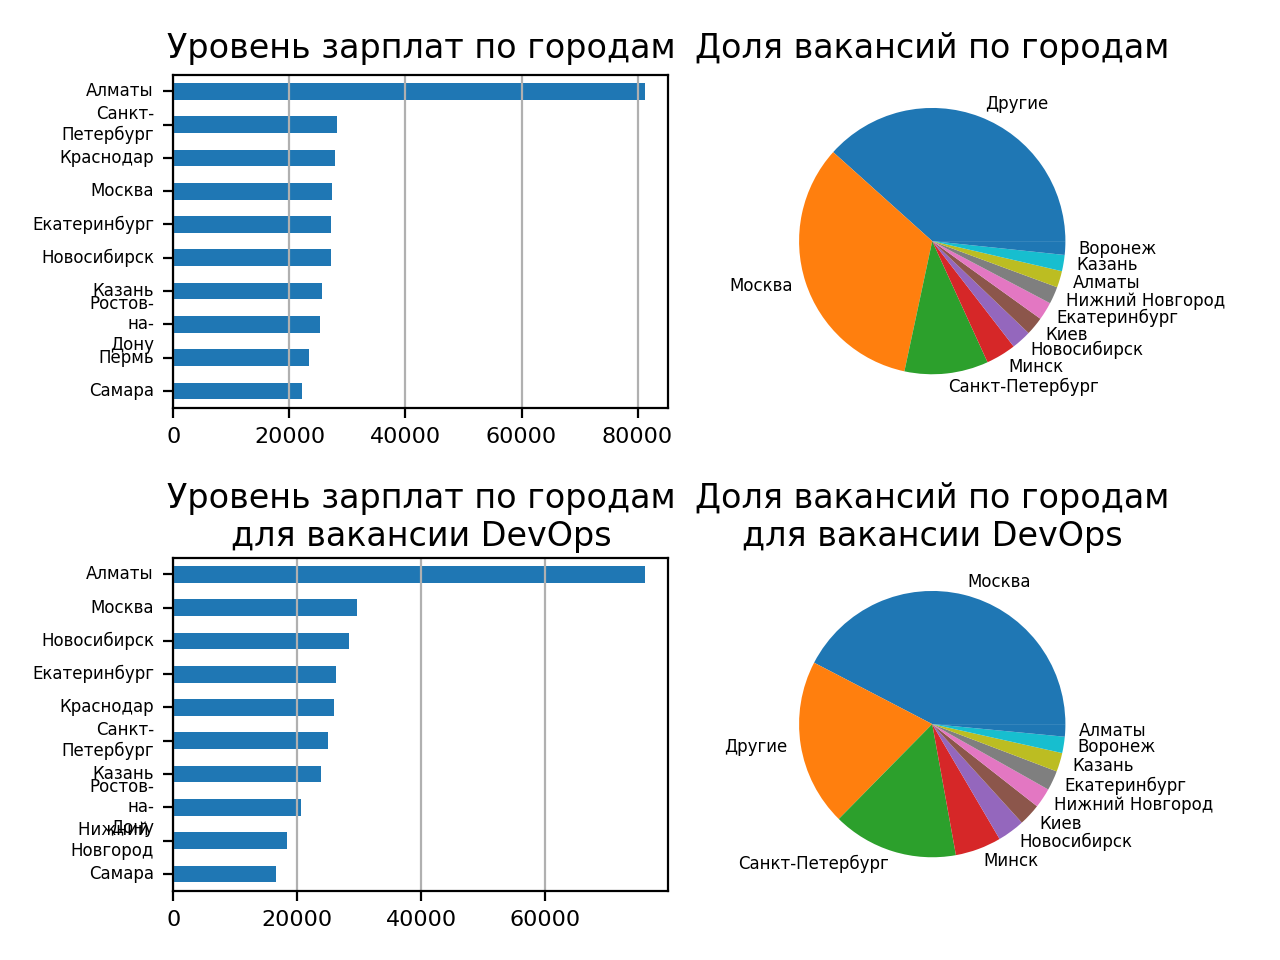 Уровень зарплат по городам
Алматы
Санкт-
Петербург
Краснодар
Москва
Екатеринбург
Новосибирск
Казань
Ростов-
на-
Дону
Пермь
Самара
0 20000 40000 60000 80000
Доля вакансий по городам
Другие
Москва
Санкт-Петербург
Минск
Новосибирск
Киев
Екатеринбург
Нижний Новгород
Алматы
Казань
Воронеж
Уровень зарплат по городам
для вакансии DevOps
Алматы
Москва
Новосибирск
Екатеринбург
Краснодар
Санкт-
Петербург
Казань
Ростов-
на-
Дону
Нижний
Новгород
Самара
0 20000 40000 60000
Доля вакансий по городам
для вакансии DevOps
Москва
Другие
Санкт-Петербург
Минск
Новосибирск
Киев
Нижний Новгород
Екатеринбург
Казань
Воронеж
Алматы